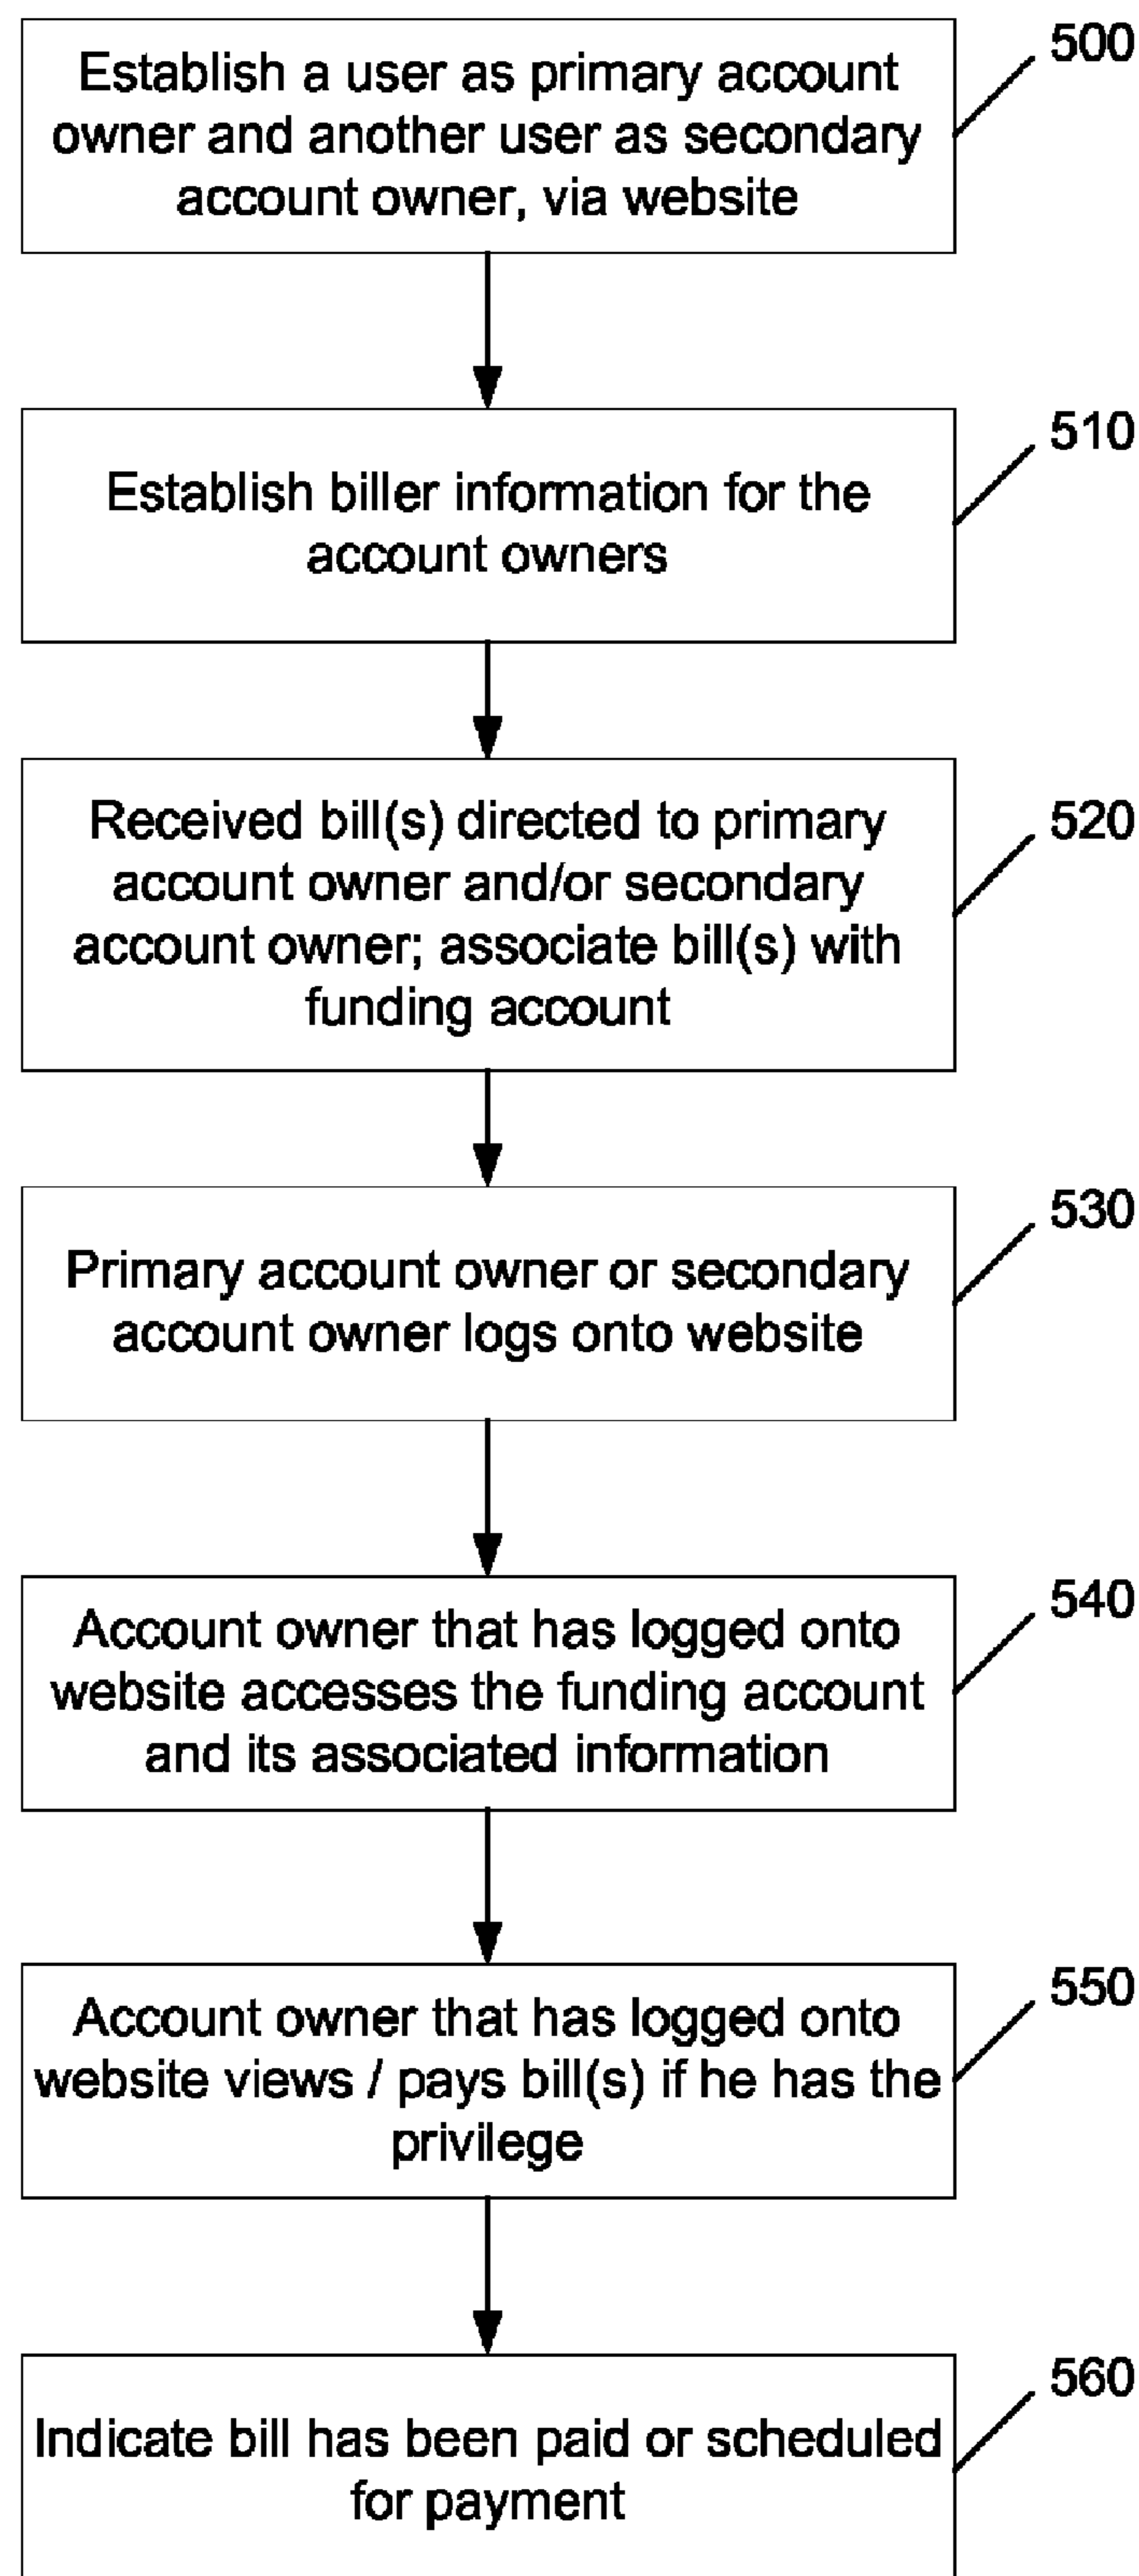 Establish a user as primary account
owner and another user as secondary
account owner, via website
500
Establish biller information for the
account owners
510
Received bill(s) directed to primary
account owner and/or secondary
account owner; associate bill(s) with
funding account
520
Primary account owner or secondary
account owner logs onto website
530
Account owner that has logged onto
website accesses the funding account
and its associated information
540
Account owner that has logged onto
website views / pays bill(s) if he has the
privilege
550
Indicate bill has been paid or scheduled
for payment
560